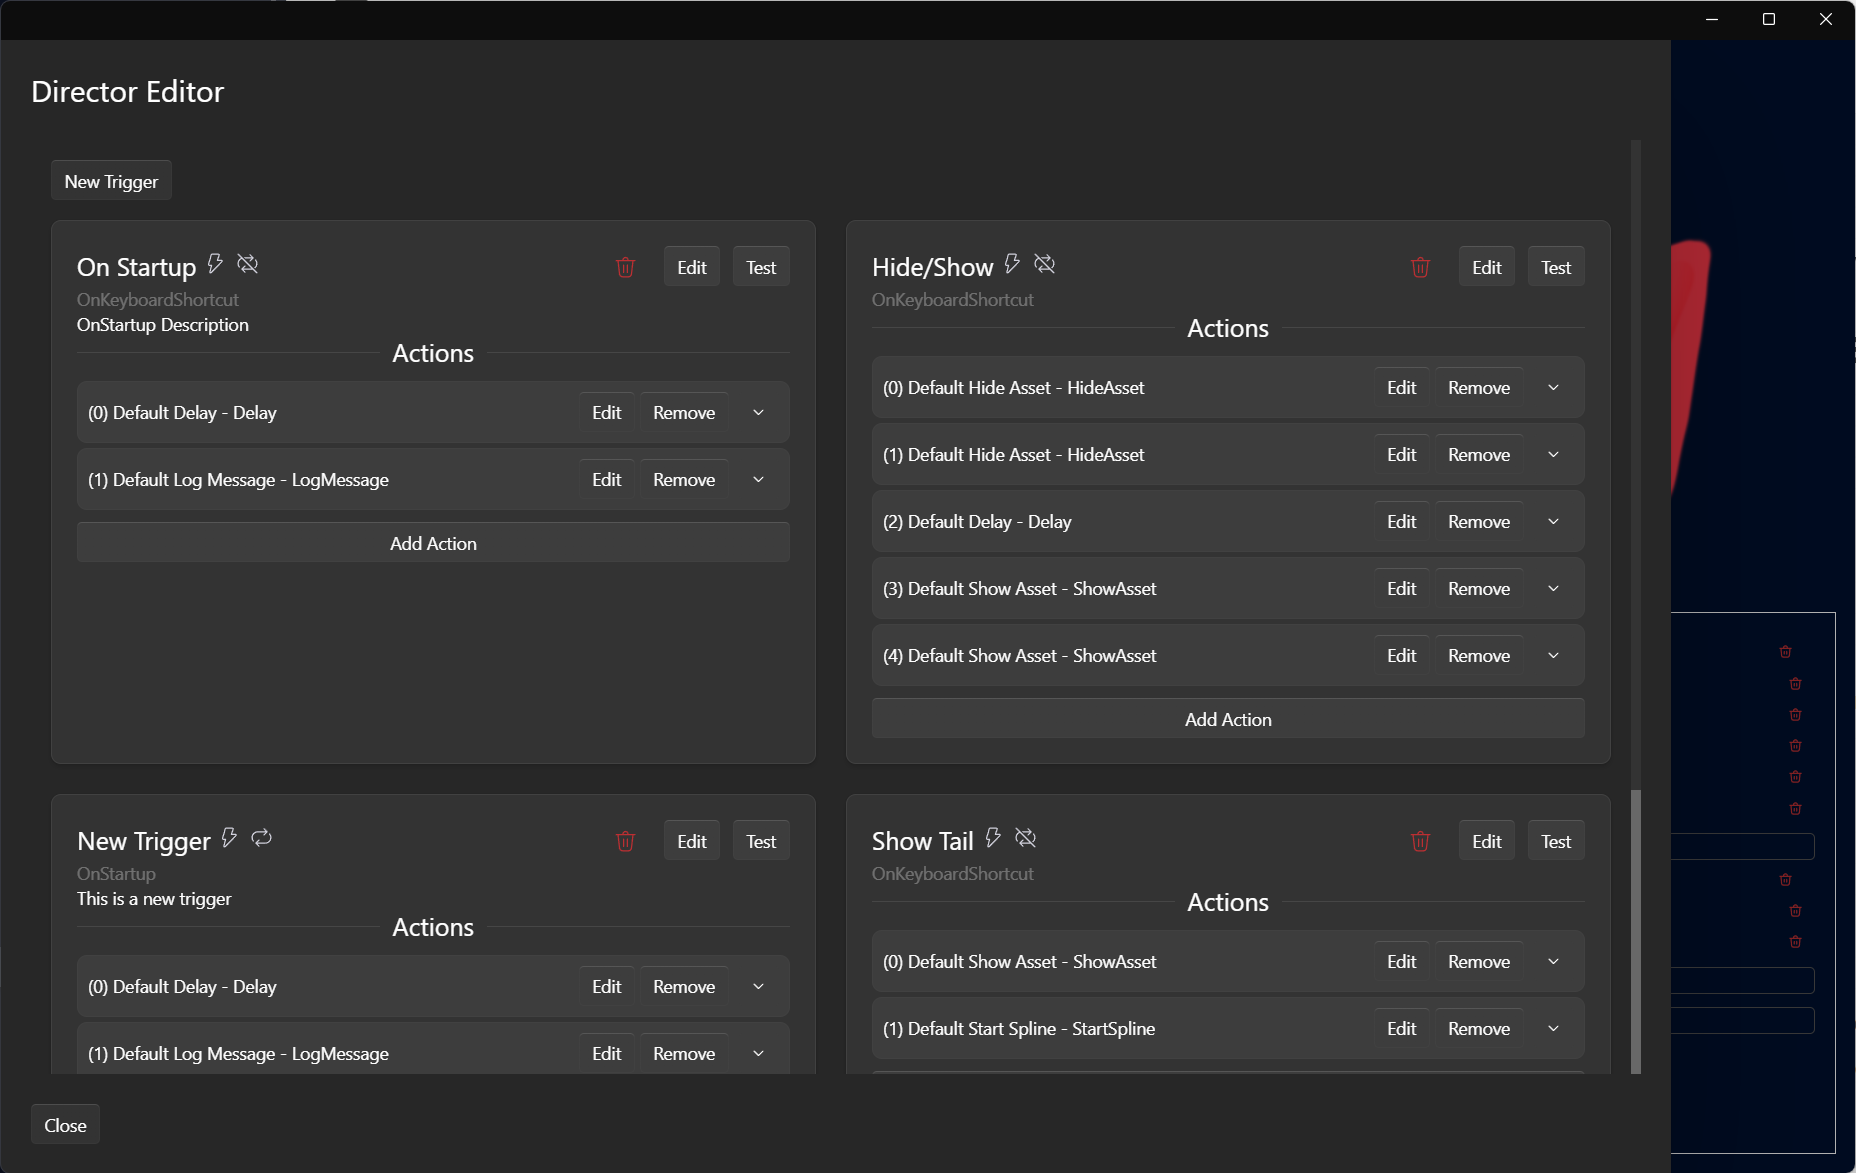 Director Editor
New Trigger
On Startup
Edit
Test
OnKeyboardShortcut
OnStartup Description
Actions
(0) Default Delay - Delay
Edit
Remove
(1) Default Log Message - LogMessage
Edit
Remove
Add Action
Hide/Show
Edit
Test
OnKeyboardShortcut
Actions
(0) Default Hide Asset - HideAsset
Edit
Remove
(1) Default Hide Asset - HideAsset
Edit
Remove
(2) Default Delay - Delay
Edit
Remove
(3) Default Show Asset - ShowAsset
Edit
Remove
(4) Default Show Asset - ShowAsset
Edit
Remove
Add Action
New Trigger
Edit
Test
OnStartup
This is a new trigger
Actions
(0) Default Delay - Delay
Edit
Remove
(1) Default Log Message - LogMessage
Edit
Remove
Show Tail
Edit
Test
OnKeyboardShortcut
Actions
(0) Default Show Asset - ShowAsset
Edit
Remove
(1) Default Start Spline - StartSpline
Edit
Remove
Close